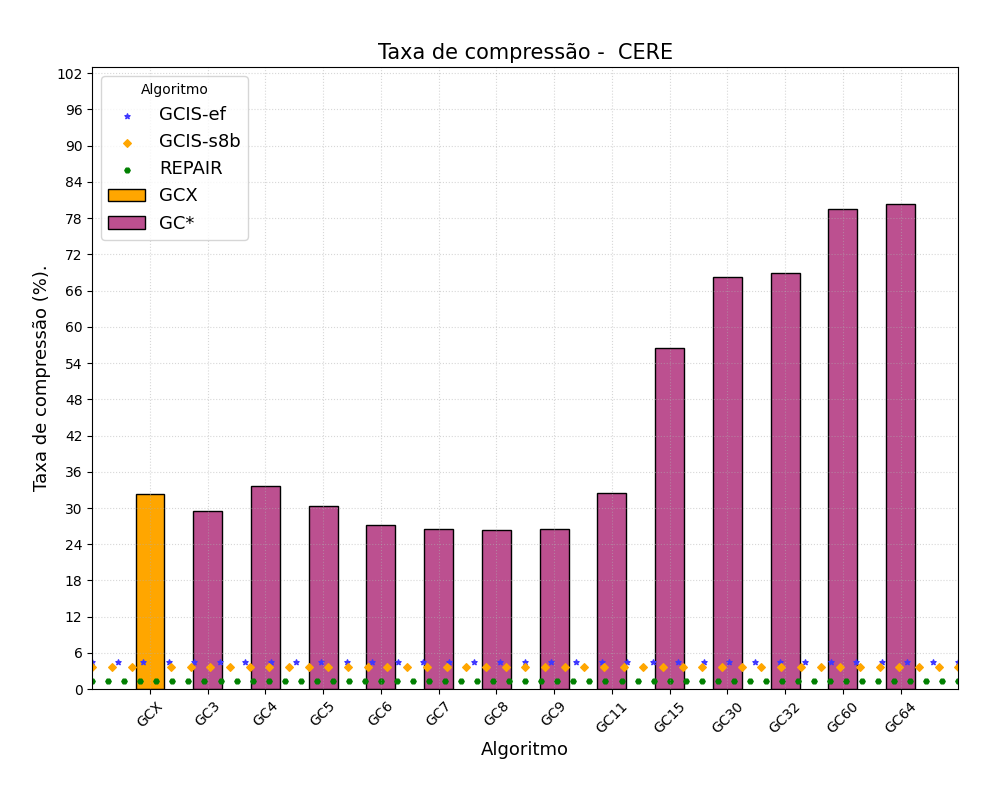 Taxa de compressão -  CERE
102
96
90
84
78
72
66
60
54
48
42
36
30
24
18
12
6
0
Taxa de compressão (%).
Algoritmo
GCIS-ef
GCIS-s8b
REPAIR
GCX
GC*
GCX
GC3
GC4
GC5
GC6
GC7
GC8
GC9
GC11
GC15
GC30
GC32
GC60
GC64
Algoritmo